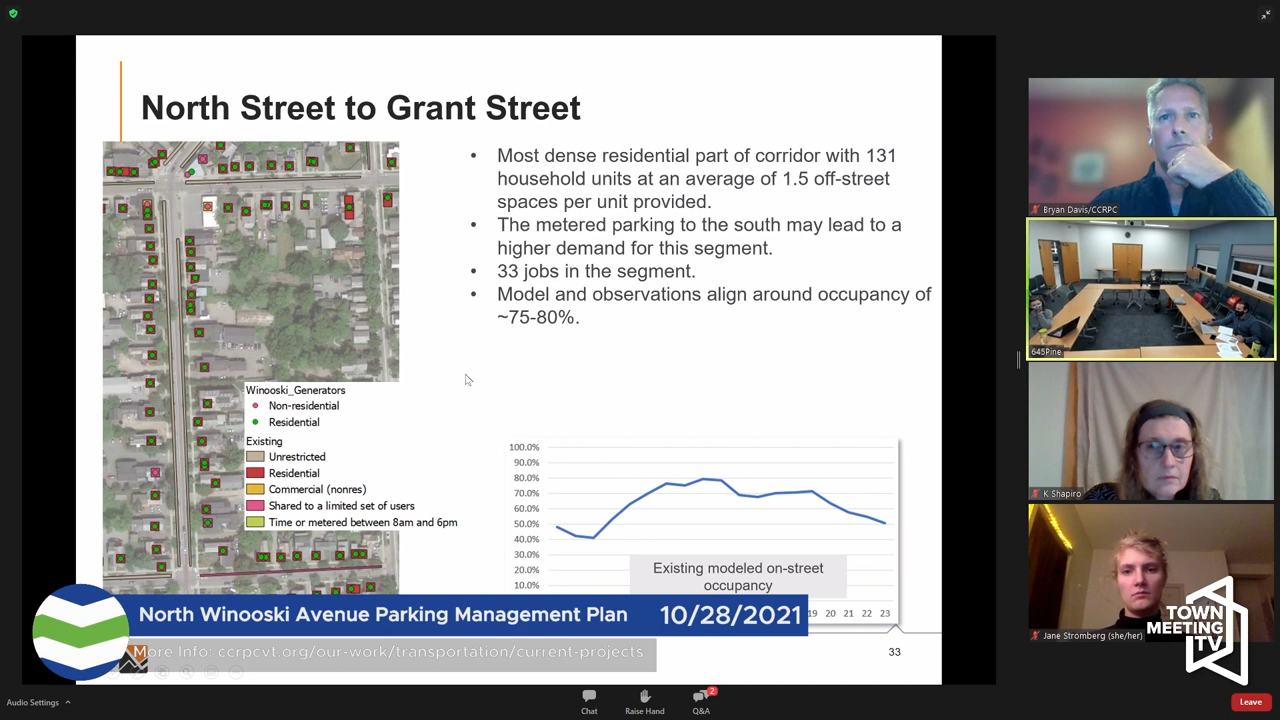 North Street to Grant Street
• Most dense residential part of corridor with 131
household units at an average of 1.5 off-street
spaces per unit provided.
• The metered parking to the south may lead to a
higher demand for this segment.
• 33 jobs in the segment.
• Model and observations align around occupancy of
~75-80%.
Winooski_Generators
Non-residential
Residential
Existing
Unrestricted
Residential
Commercial (nonres)
Shared to a limited set of users
Time or metered between 8am and 6pm
100.0%
90.0%
80.0%
70.0%
60.0%
50.0%
40.0%
30.0%
20.0%
10.0%
Existing modeled on-street
occupancy
19 20 21 22 23
33
North Winooski Avenue Parking Management Plan 10/28/2021
More Info: ccrpcvt.org/our-work/transportation/current-projects
Bryan Davis/CCRPC
645Pine
K Shapiro
Jane Stromberg (she/her)
TOWN
MEETING
TV
Audio Settings
Chat
Raise Hand
2
Q&A
Leave